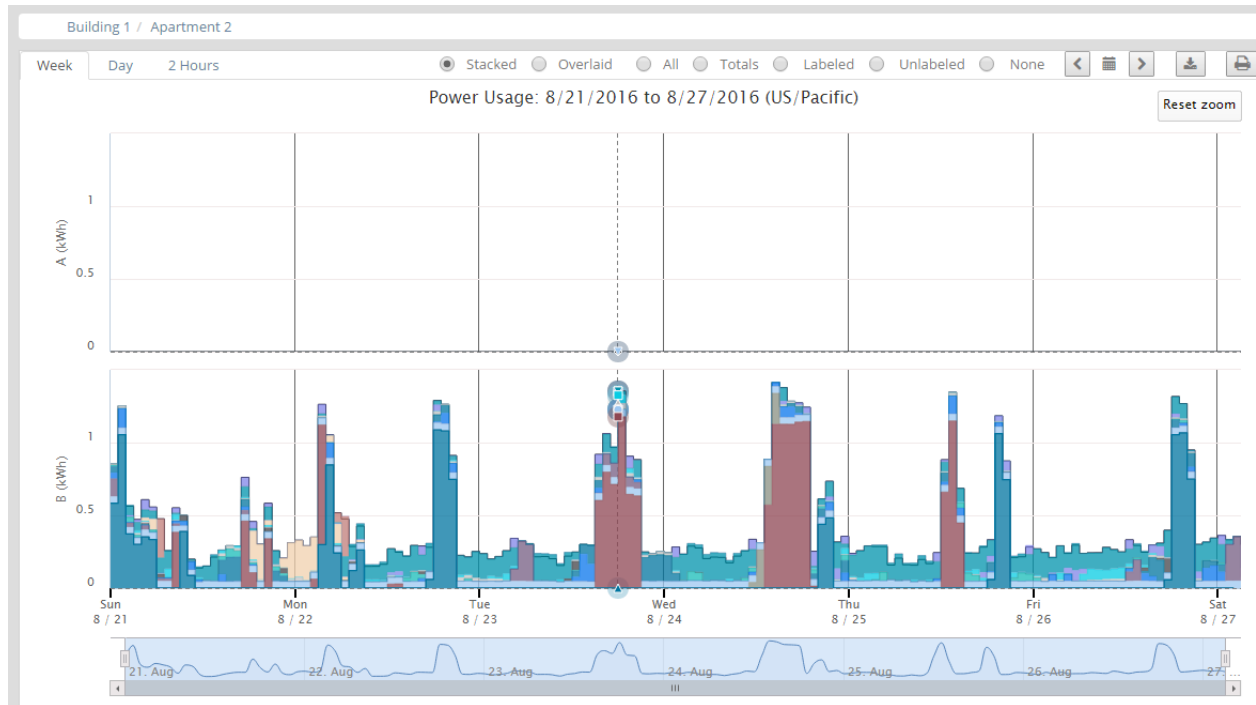 Building 1 / Apartment 2
Week Day 2 Hours Stacked Overlaid All Totals Labeled Unlabeled None
Power Usage: 8/21/2016 to 8/27/2016 (US/Pacific)
Reset zoom
1
A (kWh)
0.5
0
1
B (kWh)
0.5
0
Sun Mon Tue Wed Thu Fri Sat
8 / 21 8 / 22 8 / 23 8 / 24 8 / 25 8 / 26 8 / 27
21. Aug 22. Aug 23. Aug 24. Aug 25. Aug 26. Aug 27. ...